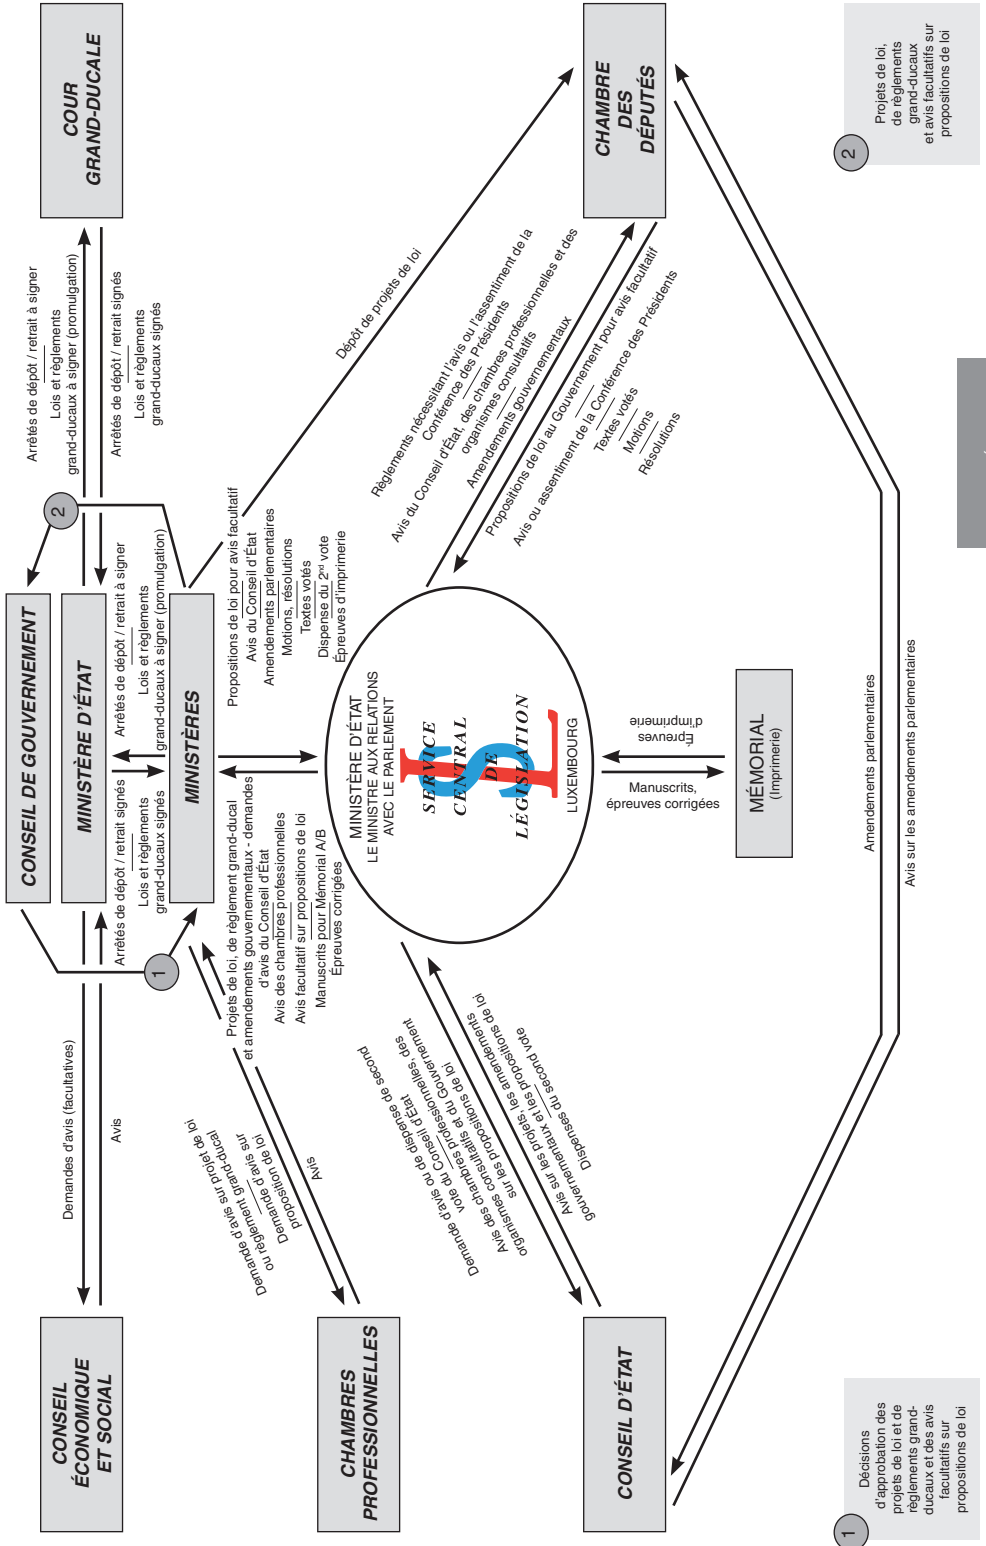 CONSEIL
ÉCONOMIQUE
ET SOCIAL
Demandes d'avis (facultatives)
Avis
CONSEIL DE GOUVERNEMENT
MINISTÈRE D'ÉTAT
MINISTÈRES
1
2
Arrêtés de dépôt / retrait signés
Lois et règlements
grand-ducaux signés
Arrêtés de dépôt / retrait à signer
Lois et règlements
grand-ducaux à signer (promulgation)
Arrêtés de dépôt / retrait à signer
Lois et règlements
grand-ducaux à signer (promulgation)
Arrêtés de dépôt / retrait signés
Lois et règlements
grand-ducaux signés
COUR
GRAND-DUCALE
CHAMBRES
PROFESSIONNELLES
Demande d'avis sur projet de loi
ou règlement grand-ducal
Demande d'avis sur
proposition de loi
Avis
Projets de loi, de règlement grand-ducal
et amendements gouvernementaux - demandes
d'avis du Conseil d'État
Avis des chambres professionnelles
Avis facultatif sur propositions de loi
Manuscrits pour Mémorial A/B
Épreuves corrigées
Propositions de loi pour avis facultatif
Avis du Conseil d'État
Amendements parlementaires
Motions, résolutions
Textes votés
Dispense du 2nd vote
Épreuves d'imprimerie
Dépôt de projets de loi
MINISTÈRE D'ÉTAT
LE MINISTRE AUX RELATIONS
AVEC LE PARLEMENT
SCL
SERVICE
CENTRAL
DE
LÉGISLATION
LUXEMBOURG
CONSEIL D'ÉTAT
Demande d'avis ou de dispense de second
vote du Conseil d'État
Avis des chambres professionnelles, des
organismes consultatifs et du Gouvernement
sur les propositions de loi
Avis sur les projets, les amendements
gouvernementaux et les propositions de loi
Dispenses du second vote
Règlements nécessitant l'avis ou l'assentiment de la
Conférence des Présidents
Avis du Conseil d'État, des chambres professionnelles et des
organismes consultatifs
Amendements gouvernementaux
Propositions de loi au Gouvernement pour avis facultatif
Avis ou assentiment de la Conférence des Présidents
Textes votés
Motions
Résolutions
CHAMBRE
DES
DÉPUTÉS
Manuscrits,
épreuves corrigées
Épreuves
d'imprimerie
MÉMORIAL
(Imprimerie)
Amendements parlementaires
Avis sur les amendements parlementaires
1
Décisions
d'approbation des
projets de loi et de
règlements grand-
ducaux et des avis
facultatifs sur
propositions de loi
2
Projets de loi,
de règlements
grand-ducaux
et avis facultatifs sur
propositions de loi